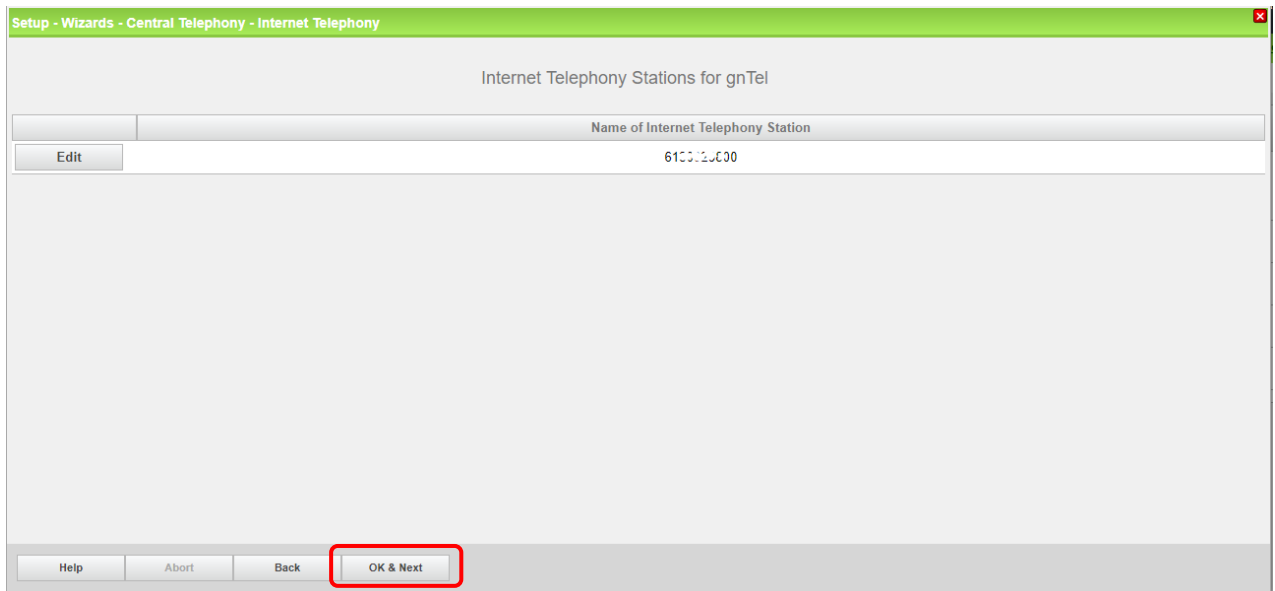 Setup - Wizards - Central Telephony - Internet Telephony
Internet Telephony Stations for gnTel
Name of Internet Telephony Station
Edit
Help Abort Back OK & Next